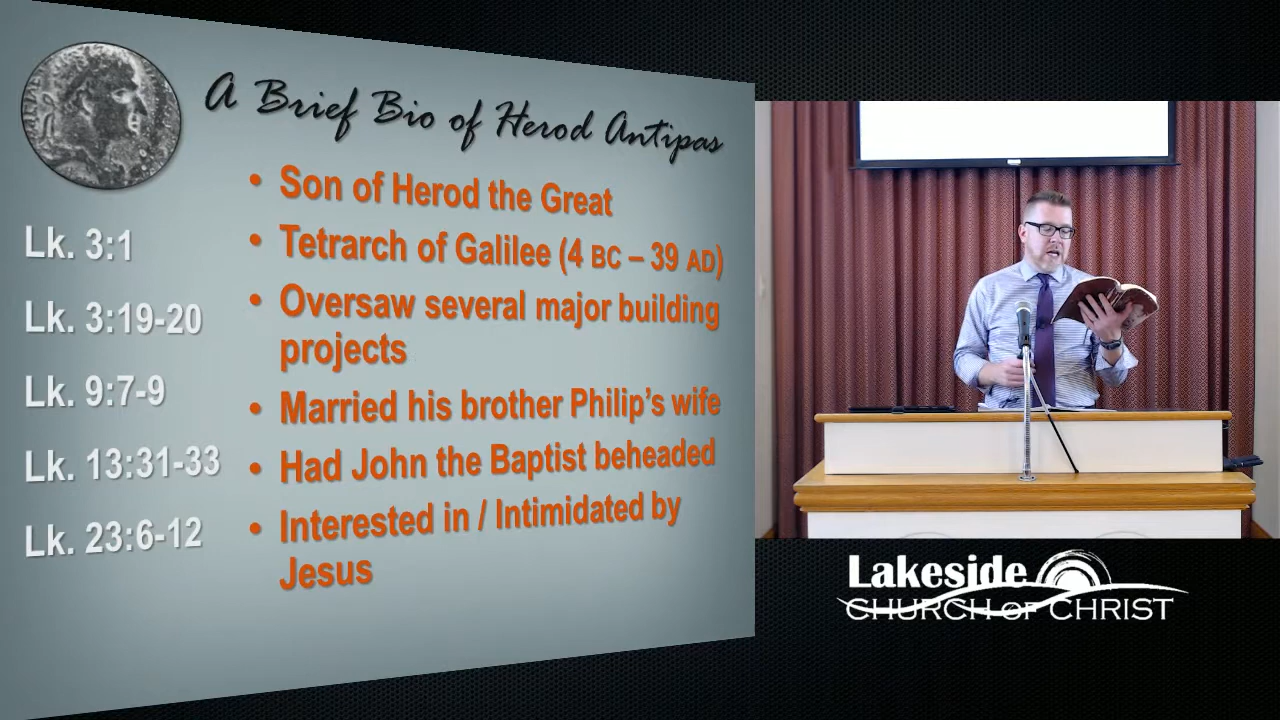 A Brief Bio of Herod Antipas
• Son of Herod the Great
• Tetrarch of Galilee (4 BC – 39 AD)
• Oversaw several major building
projects
• Married his brother Philip's wife
• Had John the Baptist beheaded
• Interested in / Intimidated by
Jesus
Lk. 3:1
Lk. 3:19-20
Lk. 9:7-9
Lk. 13:31-33
Lk. 23:6-12
Lakeside
CHURCH OF CHRIST